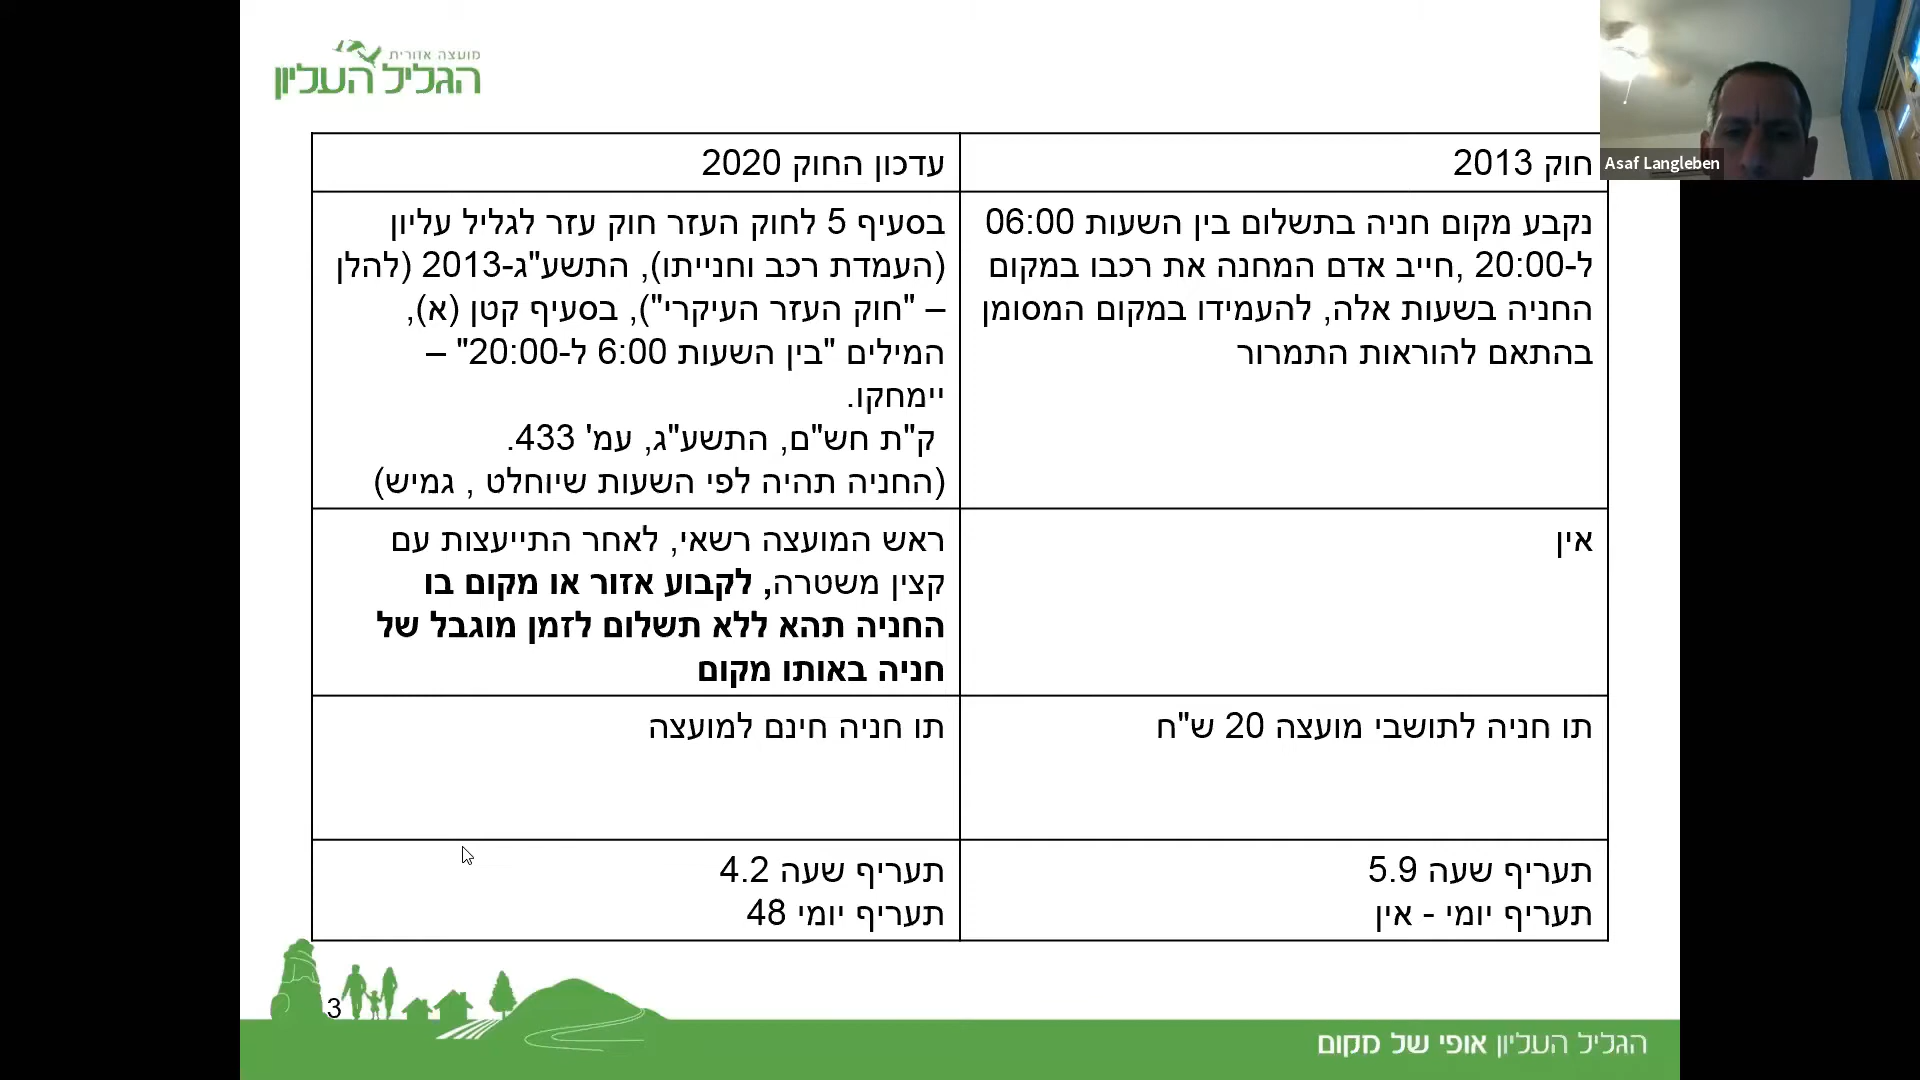 מועצה אזורית
הגליל העליון
Asaf Langleben
חוק 2013
עדכון החוק 2020
נקבע מקום חניה בתשלום בין השעות 06:00
ל-20:00 ,חייב אדם המחנה את רכבו במקום
החניה בשעות אלה, להעמידו במקום המסומן
בהתאם להוראות התמרור
בסעיף 5 לחוק העזר חוק עזר לגליל עליון
(העמדת רכב וחנייתו), התשע"ג-2013 (להלן
– "חוק העזר העיקרי"), בסעיף קטן (א),
המילים "בין השעות 6:00 ל-20:00" –
יימחקו.
ק"ת חש"ם, התשע"ג, עמ' 433.
(החניה תהיה לפי השעות שיוחלט , גמיש)
אין
ראש המועצה רשאי, לאחר התייעצות עם
קצין משטרה, לקבוע אזור או מקום בו
החניה תהא ללא תשלום לזמן מוגבל של
חניה באותו מקום
תו חניה לתושבי מועצה 20 ש"ח
תו חניה חינם למועצה
תעריף שעה 5.9
תעריף יומי - אין
תעריף שעה 4.2
תעריף יומי 48
3
הגליל העליון אופי של מקום